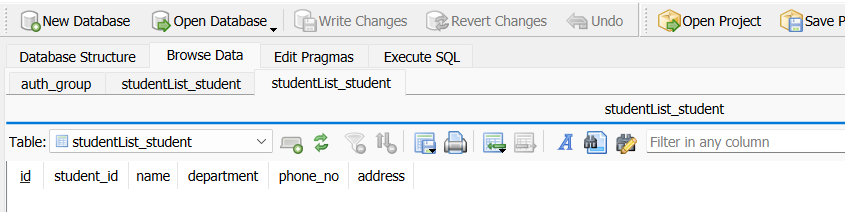 New Database Open Database Write Changes Revert Changes Undo Open Project Save P
Database Structure Browse Data Edit Pragmas Execute SQL
auth_group studentList_student studentList_student
studentList_student
Table: studentList_student Filter in any column
id student_id name department phone_no address